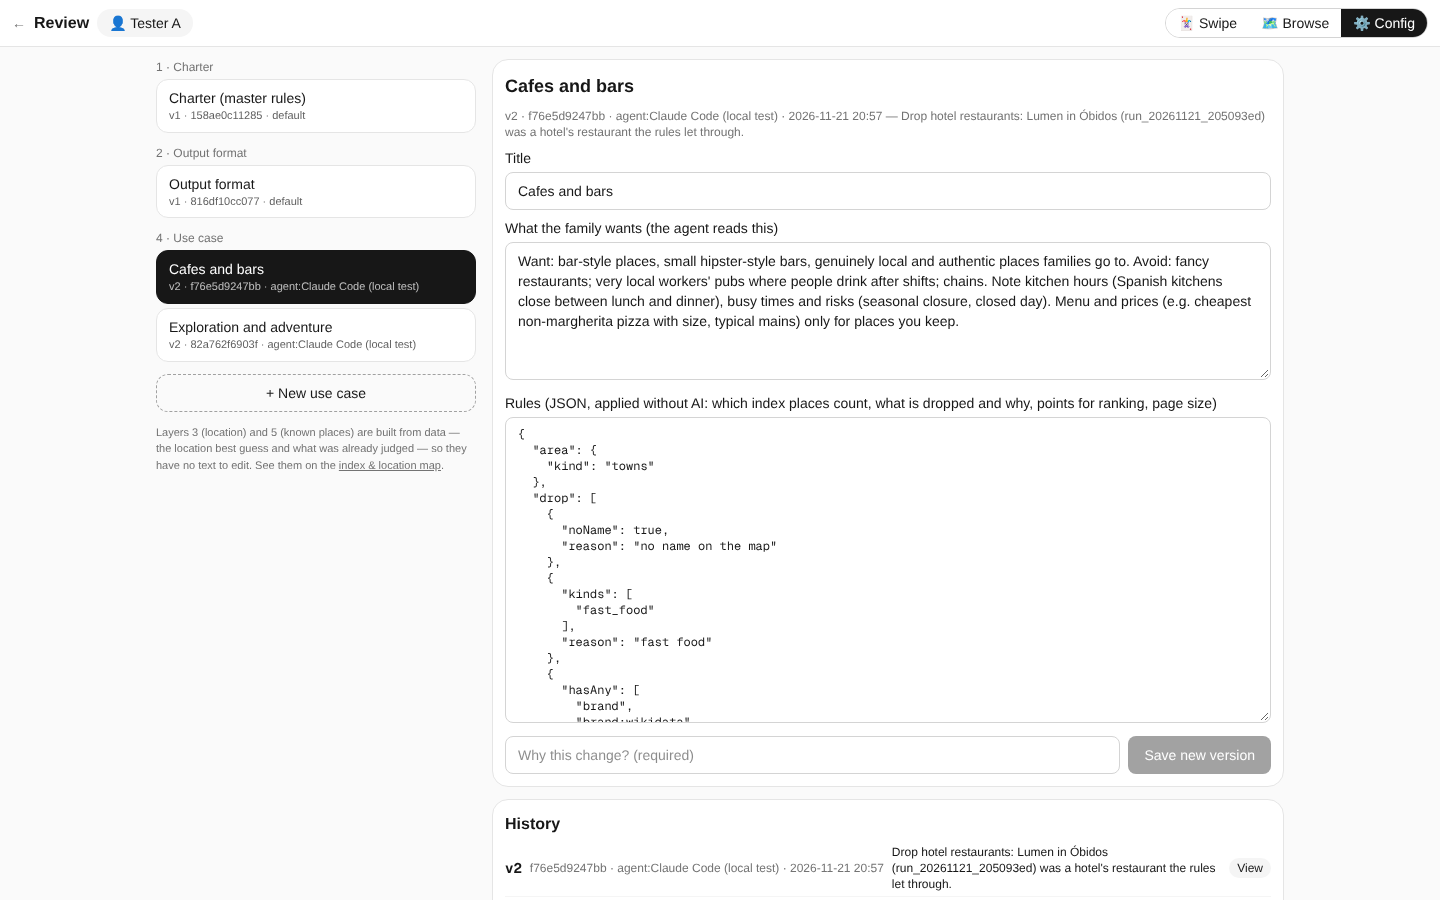 ← Review 👤 Tester A
🃏 Swipe 🗺️ Browse ⚙️ Config
1 · Charter
Charter (master rules)
v1 · 158ae0c11285 · default
2 · Output format
Output format
v1 · 816df10cc077 · default
4 · Use case
Cafes and bars
v2 · f76e5d9247bb · agent:Claude Code (local test)
Exploration and adventure
v2 · 82a762f6903f · agent:Claude Code (local test)
+ New use case
Layers 3 (location) and 5 (known places) are built from data —
the location best guess and what was already judged — so they
have no text to edit. See them on the index & location map.
Cafes and bars
v2 · f76e5d9247bb · agent:Claude Code (local test) · 2026-11-21 20:57 — Drop hotel restaurants: Lumen in Óbidos (run_20261121_205093ed)
was a hotel's restaurant the rules let through.
Title
Cafes and bars
What the family wants (the agent reads this)
Want: bar-style places, small hipster-style bars, genuinely local and authentic places families go to. Avoid: fancy
restaurants; very local workers' pubs where people drink after shifts; chains. Note kitchen hours (Spanish kitchens
close between lunch and dinner), busy times and risks (seasonal closure, closed day). Menu and prices (e.g. cheapest
non-margherita pizza with size, typical mains) only for places you keep.
Rules (JSON, applied without AI: which index places count, what is dropped and why, points for ranking, page size)
{
  "area": {
    "kind": "towns"
  },
  "drop": [
    {
      "noName": true,
      "reason": "no name on the map"
    },
    {
      "kinds": [
        "fast_food"
      ],
      "reason": "fast food"
    },
    {
      "hasAny": [
        "brand",
        "brand:wikidata"
Why this change? (required)
Save new version
History
v2 f76e5d9247bb · agent:Claude Code (local test) · 2026-11-21 20:57
Drop hotel restaurants: Lumen in Óbidos
(run_20261121_205093ed) was a hotel's restaurant the rules
let through.
View